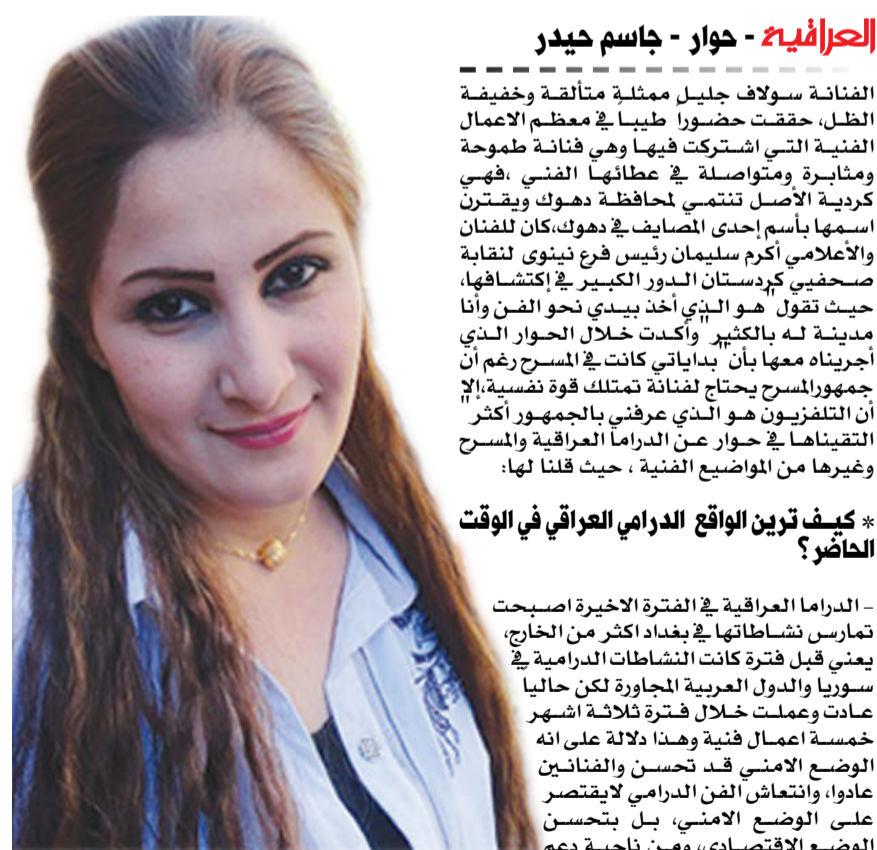 العراقية - حوار - جاسم حيدر
الفنانة سولاف جليل ممثلة متألقة وخفيفة
الظل، حققت حضوراً طيباً في معظم الاعمال
الفنية التي اشتركت فيها وهي فنانة طموحة
ومثابرة ومتواصلة في عطائها الفني ،فهي
كردية الأصل تنتمي لمحافظة دهوك ويقترن
اسمها بأسم إحدى المصايف في دهوك،كان للفنان
والأعلامي أكرم سليمان رئيس فرع نينوى لنقابة
صحفيي كردستان الدور الكبير في إكتشافها،
حيث تقول"هو الذي أخذ بيدي نحو الفن وأنا
مدينة له بالكثير"وأكدت خلال الحوار الذي
أجريناه معها بأن"بداياتي كانت في المسرح رغم أن
جمهورالمسرح يحتاج لفنانة تمتلك قوة نفسية،إلا
أن التلفزيون هو الذي عرفني بالجمهور أكثر"
التقيناها في حوار عن الدراما العراقية والمسرح
وغيرها من المواضيع الفنية ، حيث قلنا لها:
* كيف ترين الواقع الدرامي العراقي في الوقت
الحاضر؟
– الدراما العراقية في الفترة الاخيرة اصبحت
تمارس نشاطاتها في بغداد اكثر من الخارج،
يعني قبل فترة كانت النشاطات الدرامية في
سوريا والدول العربية المجاورة لكن حالياً
عادت وعملت خلال فترة ثلاثة اشهر
خمسة اعمال فنية وهذا دلالة على انه
الوضع الامني قد تحسن والفنانين
عادوا، وانتعاش الفن الدرامي لايقتصر
على الوضع الامني، بل بتحسن
الوضع الاقتصادي، ومن ناحية دعم